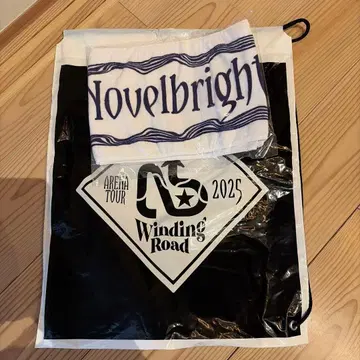 Novelbright
ARENA TOUR 2025
Winding
Road